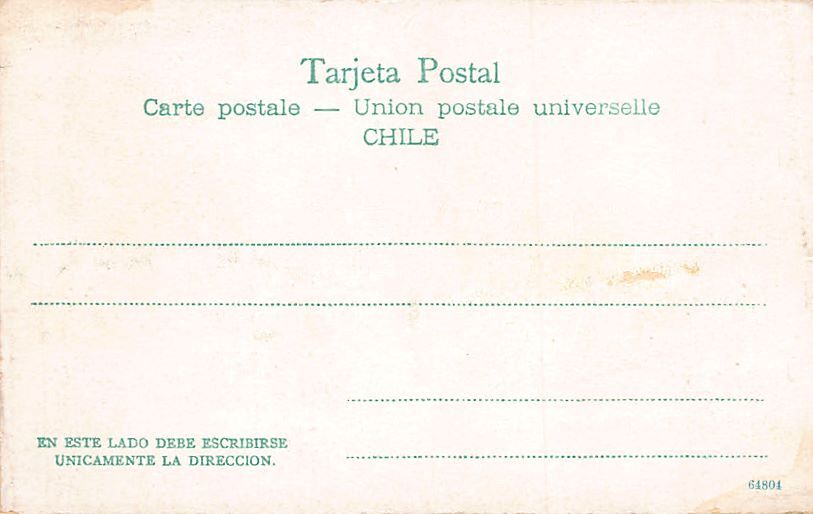 Tarjeta Postal
Carte postale — Union postale universelle
CHILE
EN ESTE LADO DEBE ESCRIBIRSE
UNICAMENTE LA DIRECCION.
64804